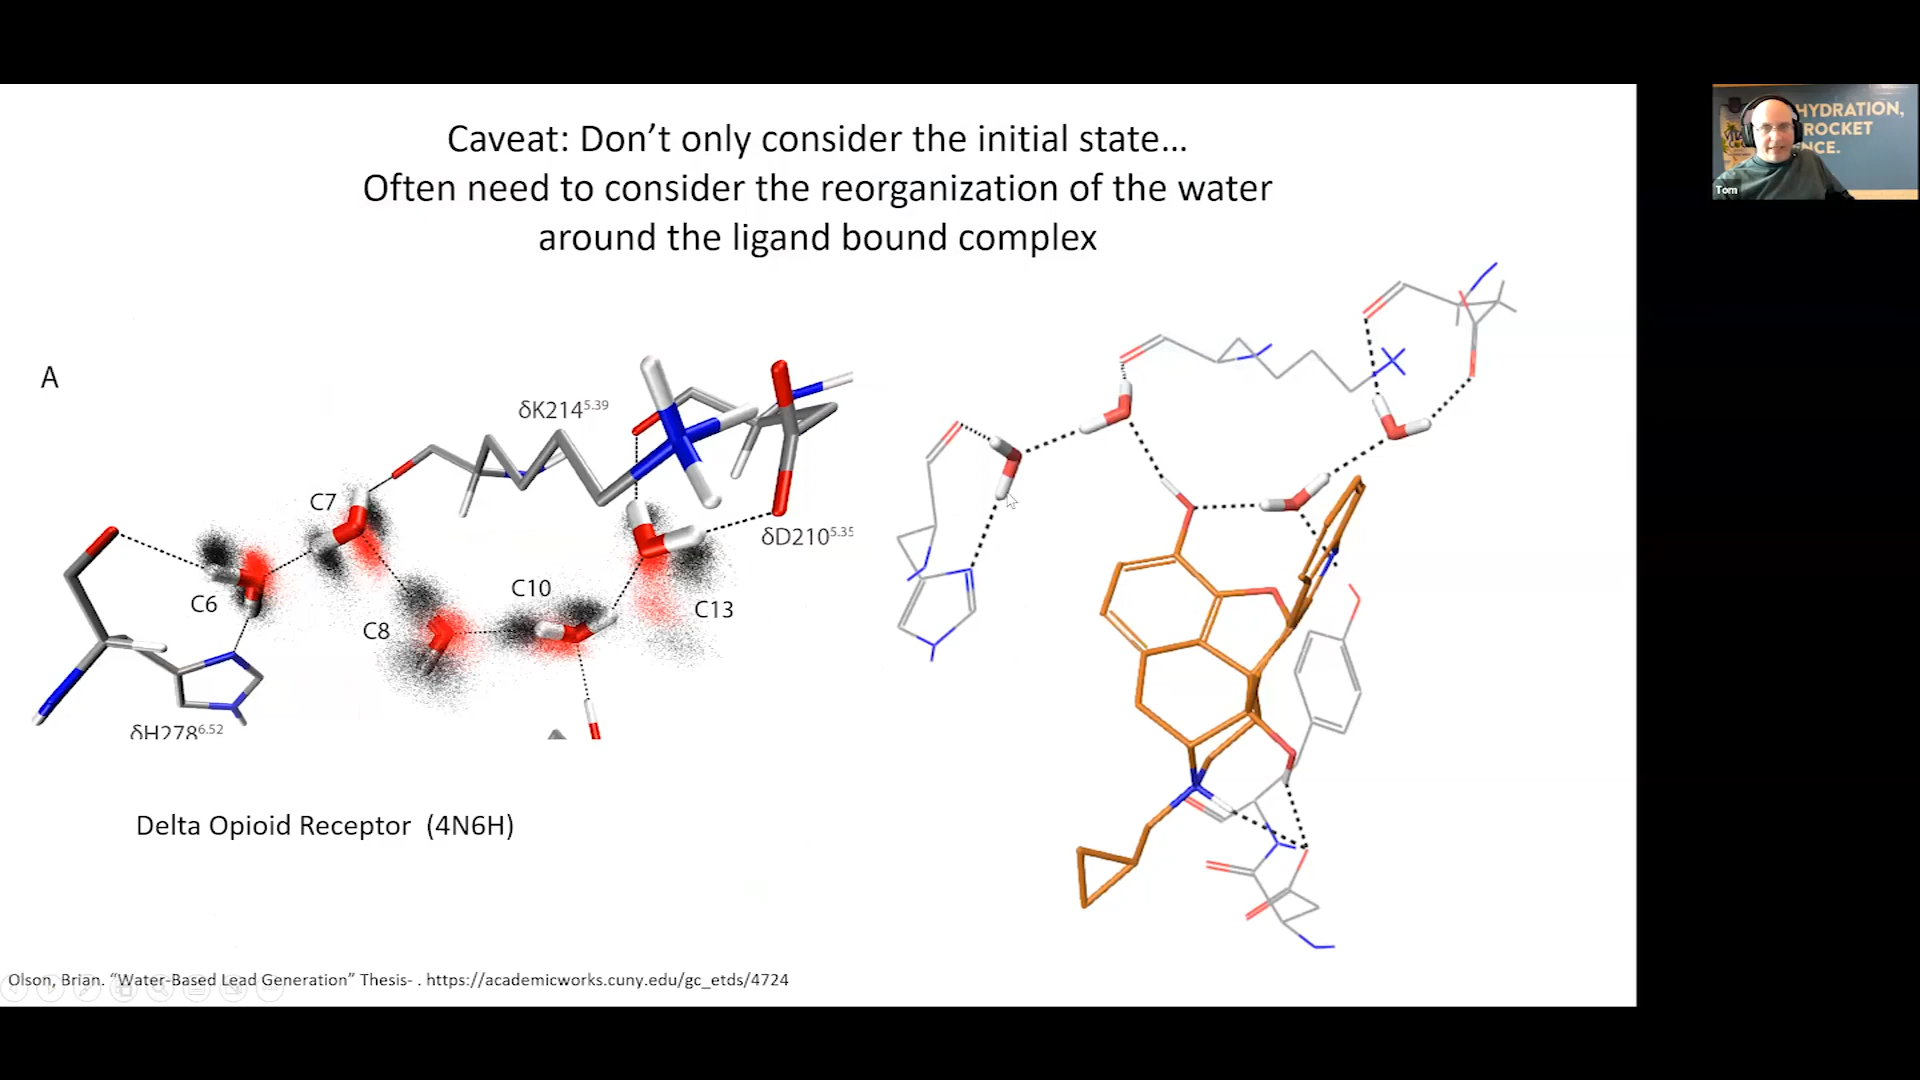 Caveat: Don’t only consider the initial state…
Often need to consider the reorganization of the water
around the ligand bound complex
HYDRATION,
ROCKET
NCE.
Tom
A
δK214^5.39
C7
δD210^5.35
C10
C6
C13
C8
δH278^6.52
Delta Opioid Receptor (4N6H)
Olson, Brian. “Water-Based Lead Generation” Thesis- . https://academicworks.cuny.edu/gc_etds/4724